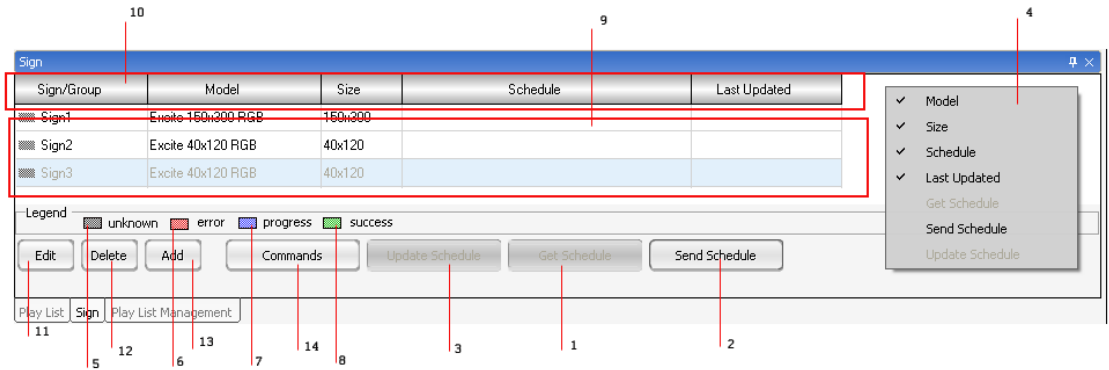 10
9
4
Sign
Sign/Group Model Size Schedule Last Updated
Sign1 Excite 150x300 RGB 150x300
Sign2 Excite 40x120 RGB 40x120
Sign3 Excite 40x120 RGB 40x120
Model
Size
Schedule
Last Updated
Get Schedule
Send Schedule
Update Schedule
Legend
unknown error progress success
Edit Delete Add Commands Update Schedule Get Schedule Send Schedule
Play List Sign Play List Management
11 12 13 14 3 1 2
5 6 7 8